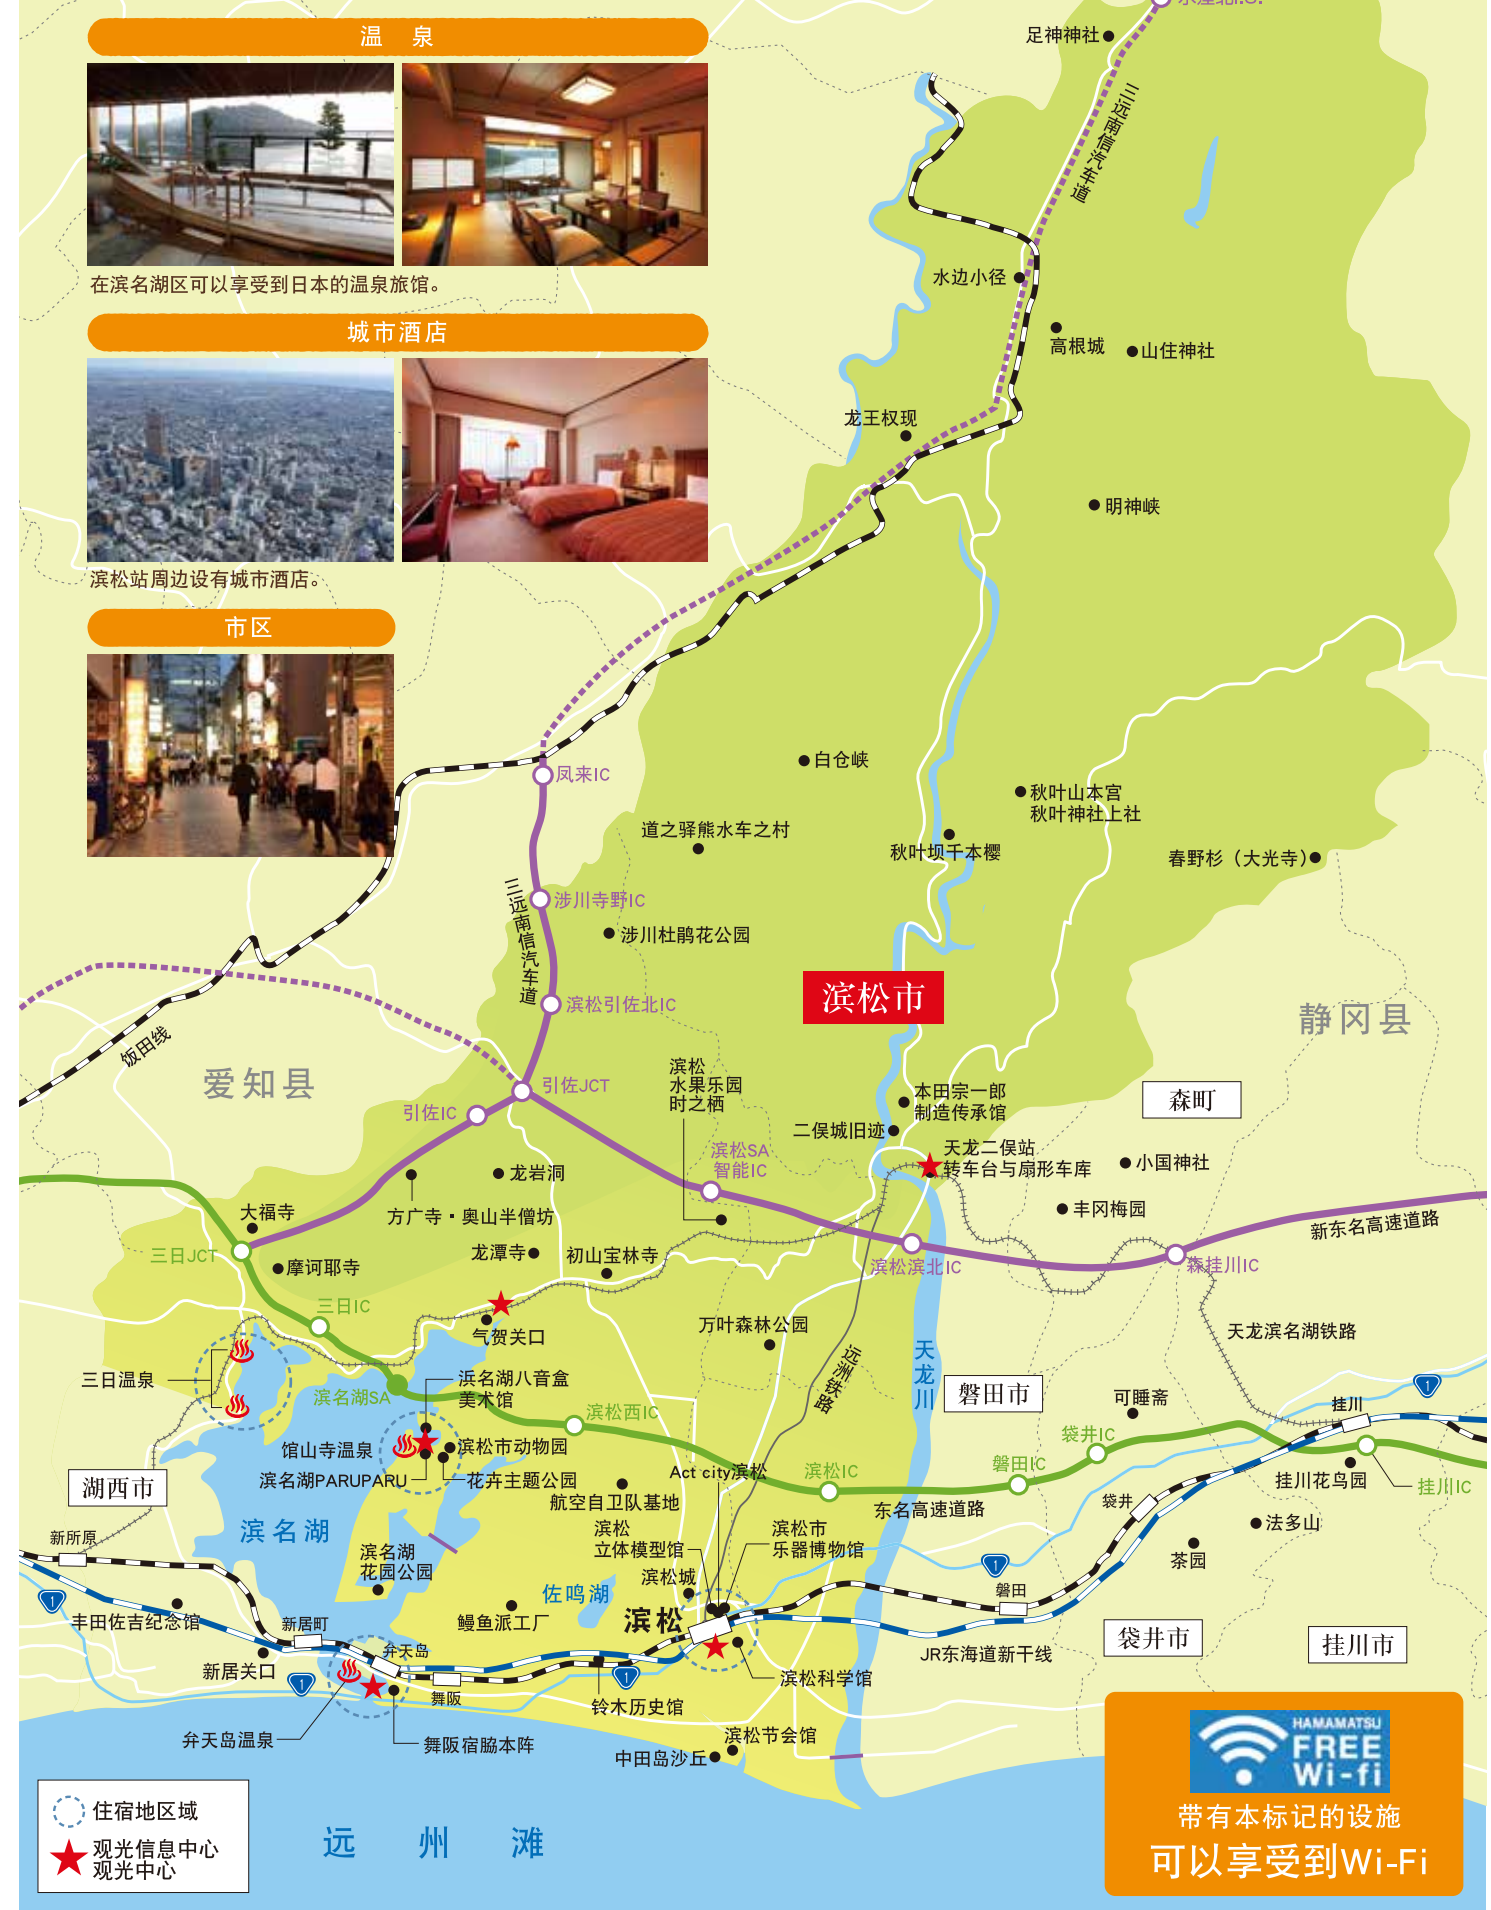 水窪北I.C.
足神神社
温 泉
三远南信汽车道
在滨名湖区可以享受到日本的温泉旅馆。
水边小径
城市酒店
高根城
山住神社
龙王权现
明神峡
滨松站周边设有城市酒店。
市区
白仓峡
凤来IC
秋叶山本宫
秋叶神社上社
道之驿熊水车之村
秋叶坝千本樱
春野杉（大光寺）
三远南信汽车道
涉川寺野IC
涉川杜鹃花公园
滨松市
滨松引佐北IC
静冈县
饭田线
爱知县
滨松
水果乐园
时之栖
引佐JCT
引佐IC
本田宗一郎
制造传承馆
森町
二俣城旧迹
天龙二俣站
转车台与扇形车库
滨松SA
智能IC
小国神社
龙岩洞
大福寺
方广寺・奥山半僧坊
丰冈梅园
新东名高速道路
三日JCT
龙潭寺
初山宝林寺
摩诃耶寺
滨松滨北IC
森挂川IC
三日IC
气贺关口
万叶森林公园
天龙滨名湖铁路
远洲铁路
天龙川
三日温泉
滨名湖SA
浜名湖八音盒
美术馆
磐田市
可睡斋
1
挂川
滨松西IC
袋井IC
馆山寺温泉
滨松市动物园
滨名湖PARUPARU
花卉主题公园
Act city滨松
滨松IC
磐田IC
挂川花鸟园
挂川IC
湖西市
航空自卫队基地
东名高速道路
袋井
滨名湖
滨松
立体模型馆
滨松市
乐器博物馆
法多山
新所原
滨名湖
花园公园
茶园
1
滨松城
佐鸣湖
磐田
1
丰田佐吉纪念馆
新居町
鳗鱼派工厂
滨松
袋井市
挂川市
弁天岛
JR东海道新干线
新居关口
1
舞阪
1
滨松科学馆
铃木历史馆
弁天岛温泉
舞阪宿脇本阵
滨松节会馆
中田岛沙丘
HAMAMATSU
FREE
Wi-fi
带有本标记的设施
可以享受到Wi-Fi
住宿地区域
观光信息中心
观光中心
远 州 滩